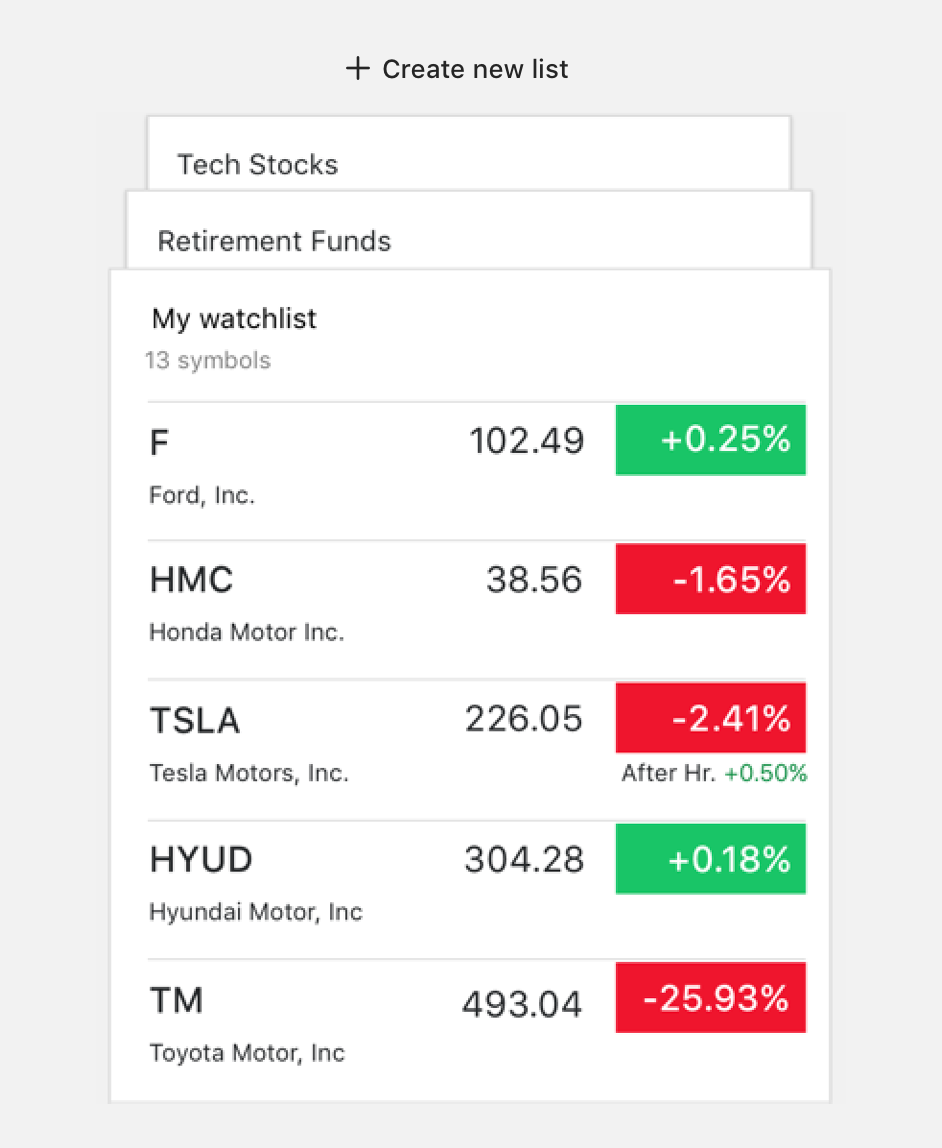 + Create new list
Tech Stocks
Retirement Funds
My watchlist
13 symbols
F 102.49 +0.25%
Ford, Inc.
HMC 38.56 -1.65%
Honda Motor Inc.
TSLA 226.05 -2.41%
Tesla Motors, Inc. After Hr. +0.50%
HYUD 304.28 +0.18%
Hyundai Motor, Inc
TM 493.04 -25.93%
Toyota Motor, Inc